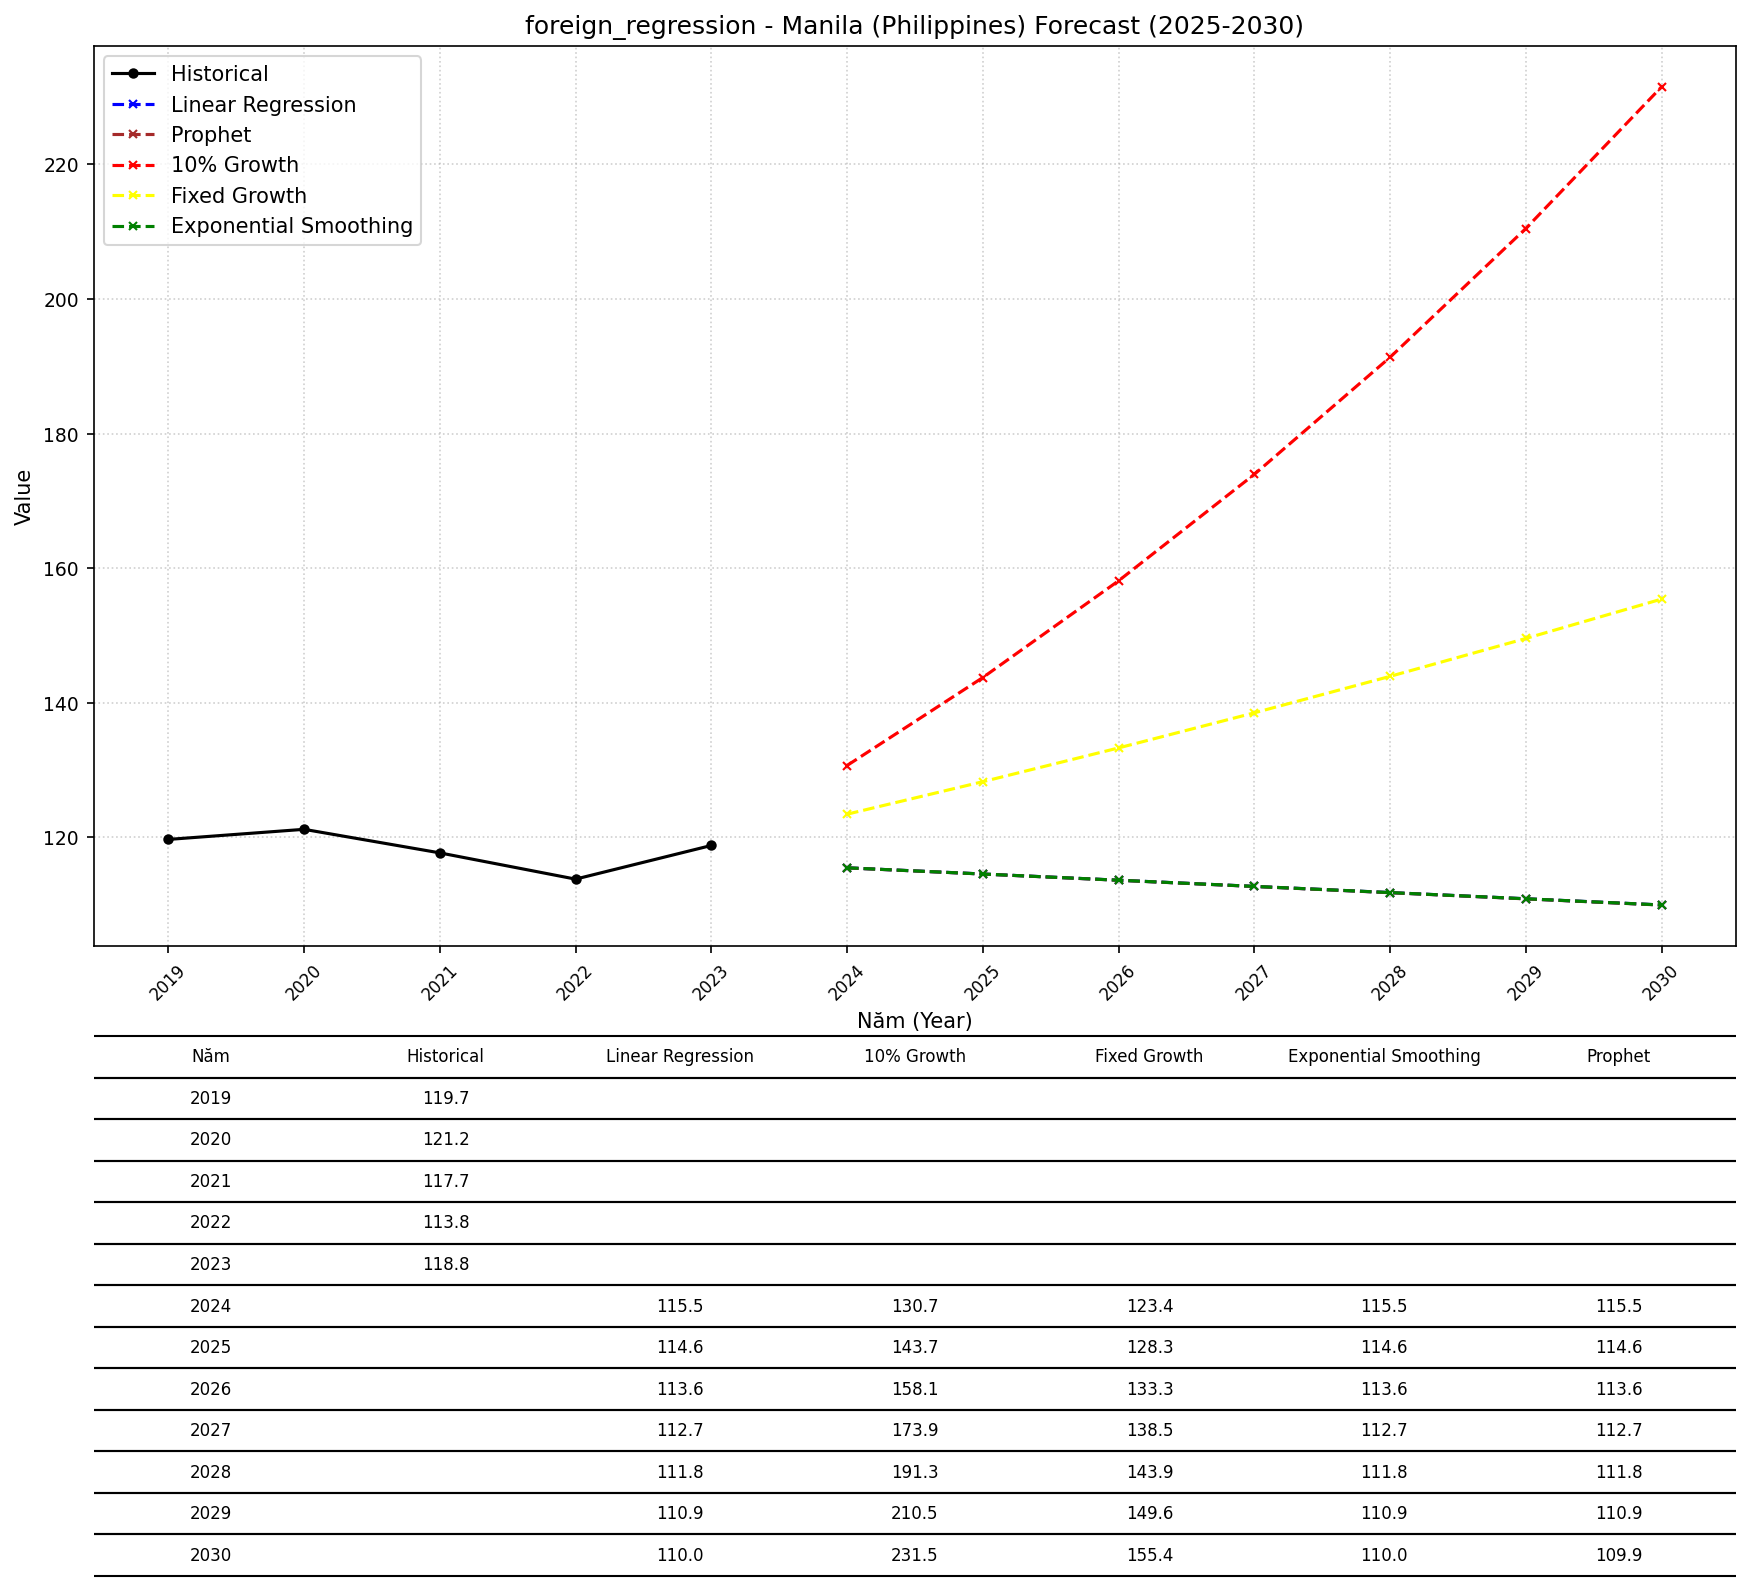 foreign_regression - Manila (Philippines) Forecast (2025-2030)
Historical
Linear Regression
Prophet
10% Growth
Fixed Growth
Exponential Smoothing
Value
220
200
180
160
140
120
2019 2020 2021 2022 2023 2024 2025 2026 2027 2028 2029 2030
Năm (Year)
Năm Historical Linear Regression 10% Growth Fixed Growth Exponential Smoothing Prophet
2019 119.7
2020 121.2
2021 117.7
2022 113.8
2023 118.8
2024 115.5 130.7 123.4 115.5 115.5
2025 114.6 143.7 128.3 114.6 114.6
2026 113.6 158.1 133.3 113.6 113.6
2027 112.7 173.9 138.5 112.7 112.7
2028 111.8 191.3 143.9 111.8 111.8
2029 110.9 210.5 149.6 110.9 110.9
2030 110.0 231.5 155.4 110.0 109.9